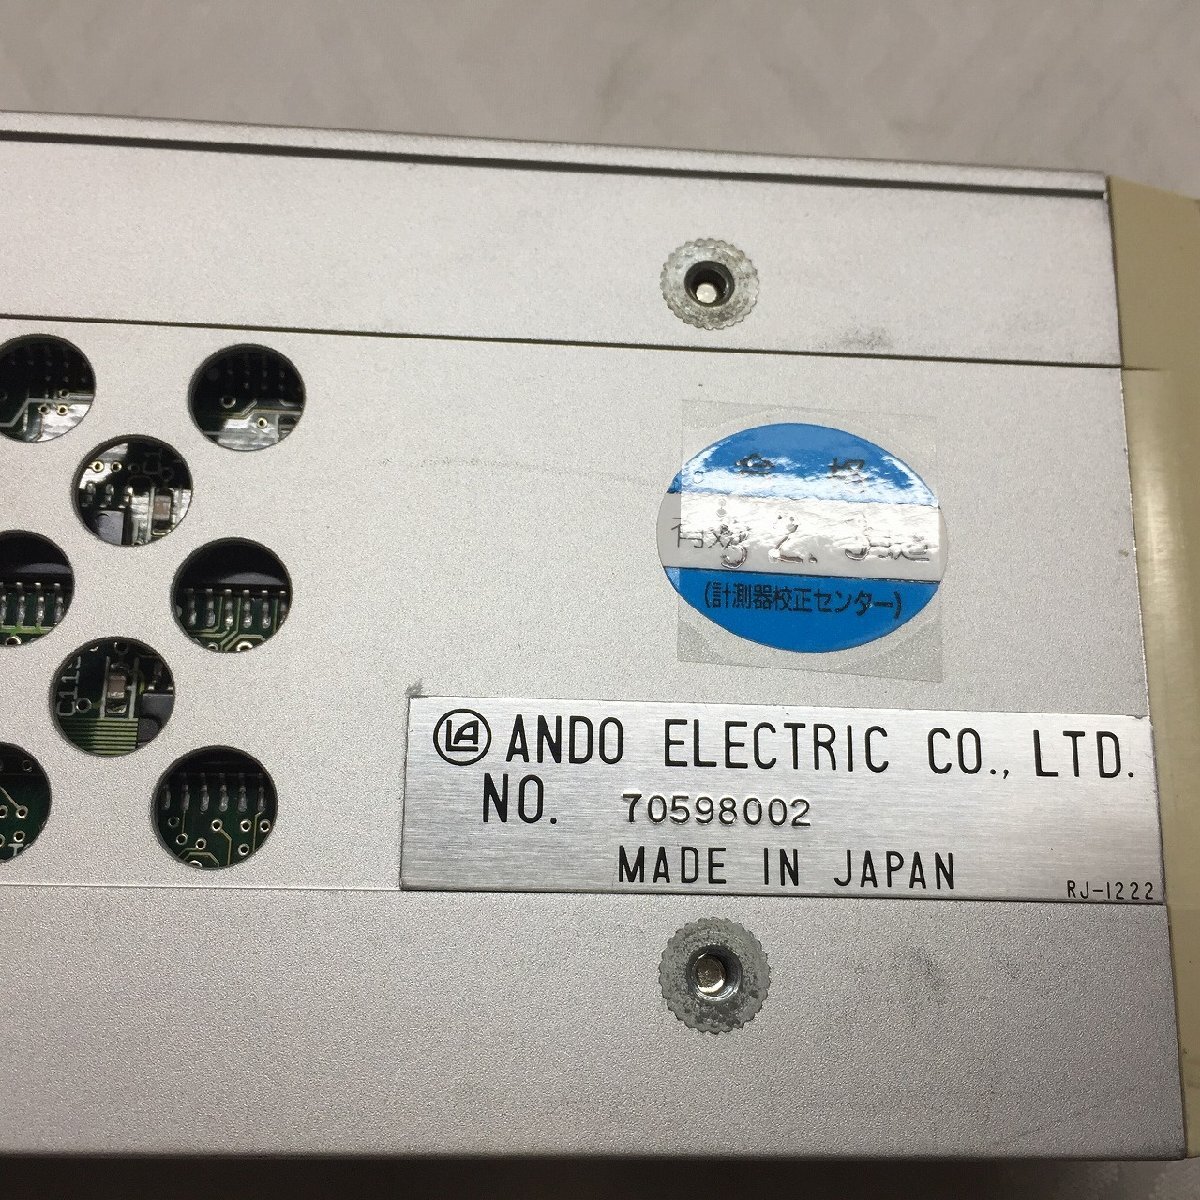 合 格
(計測器校正センター)
ANDO ELECTRIC CO., LTD.
NO. 70598002
MADE IN JAPAN
RJ-1222